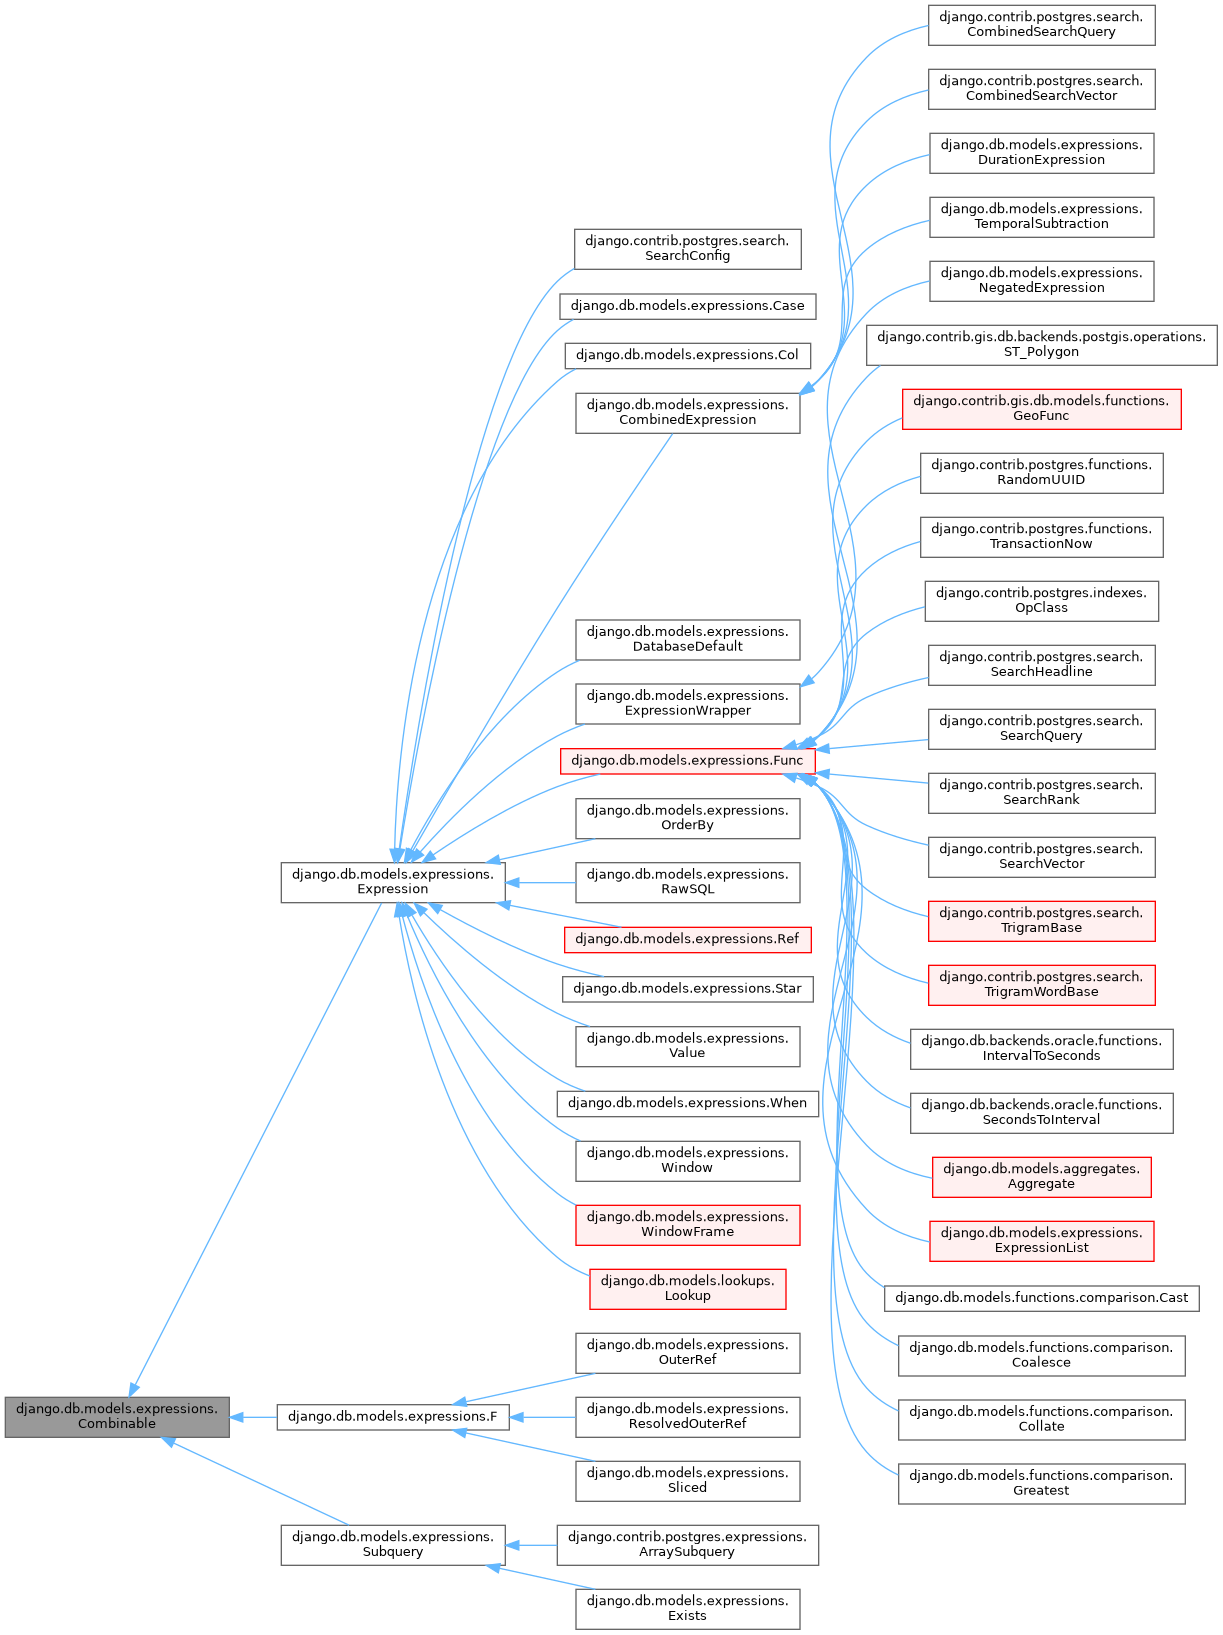 django.contrib.postgres.search.
CombinedSearchQuery
django.contrib.postgres.search.
CombinedSearchVector
django.db.models.expressions.
DurationExpression
django.db.models.expressions.
TemporalSubtraction
django.db.models.expressions.
NegatedExpression
django.contrib.gis.db.backends.postgis.operations.
ST_Polygon
django.contrib.gis.db.models.functions.
GeoFunc
django.contrib.postgres.functions.
RandomUUID
django.contrib.postgres.functions.
TransactionNow
django.contrib.postgres.indexes.
OpClass
django.contrib.postgres.search.
SearchHeadline
django.contrib.postgres.search.
SearchQuery
django.contrib.postgres.search.
SearchRank
django.contrib.postgres.search.
SearchVector
django.contrib.postgres.search.
TrigramBase
django.contrib.postgres.search.
TrigramWordBase
django.db.backends.oracle.functions.
IntervalToSeconds
django.db.backends.oracle.functions.
SecondsToInterval
django.db.models.aggregates.
Aggregate
django.db.models.expressions.
ExpressionList
django.db.models.functions.comparison.Cast
django.db.models.functions.comparison.
Coalesce
django.db.models.functions.comparison.
Collate
django.db.models.functions.comparison.
Greatest
django.contrib.postgres.search.
SearchConfig
django.db.models.expressions.Case
django.db.models.expressions.Col
django.db.models.expressions.
CombinedExpression
django.db.models.expressions.
DatabaseDefault
django.db.models.expressions.
ExpressionWrapper
django.db.models.expressions.Func
django.db.models.expressions.
OrderBy
django.db.models.expressions.
RawSQL
django.db.models.expressions.Ref
django.db.models.expressions.Star
django.db.models.expressions.
Value
django.db.models.expressions.When
django.db.models.expressions.
Window
django.db.models.expressions.
WindowFrame
django.db.models.lookups.
Lookup
django.db.models.expressions.
OuterRef
django.db.models.expressions.
ResolvedOuterRef
django.db.models.expressions.
Sliced
django.contrib.postgres.expressions.
ArraySubquery
django.db.models.expressions.
Exists
django.db.models.expressions.
Expression
django.db.models.expressions.F
django.db.models.expressions.
Subquery
django.db.models.expressions.
Combinable